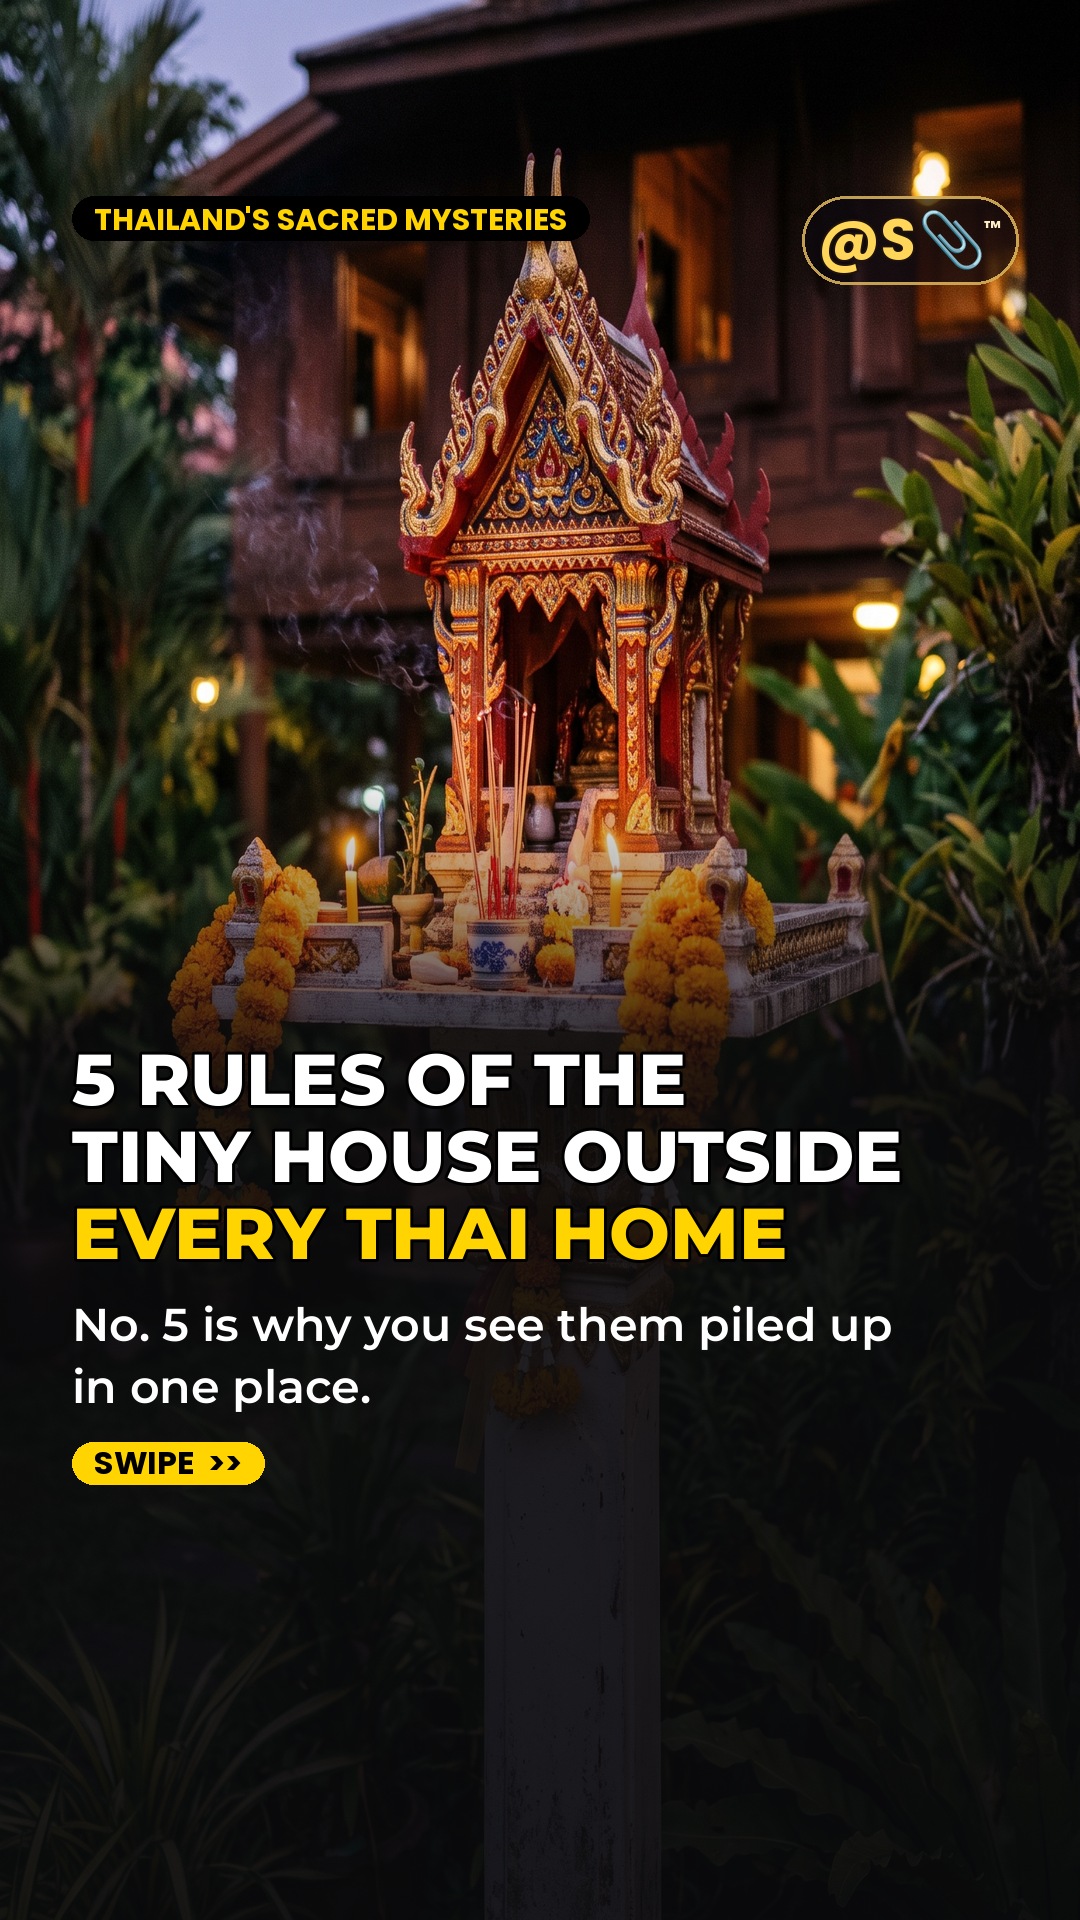 THAILAND'S SACRED MYSTERIES
@S📎™
5 RULES OF THE
TINY HOUSE OUTSIDE
EVERY THAI HOME
No. 5 is why you see them piled up
in one place.
SWIPE >>